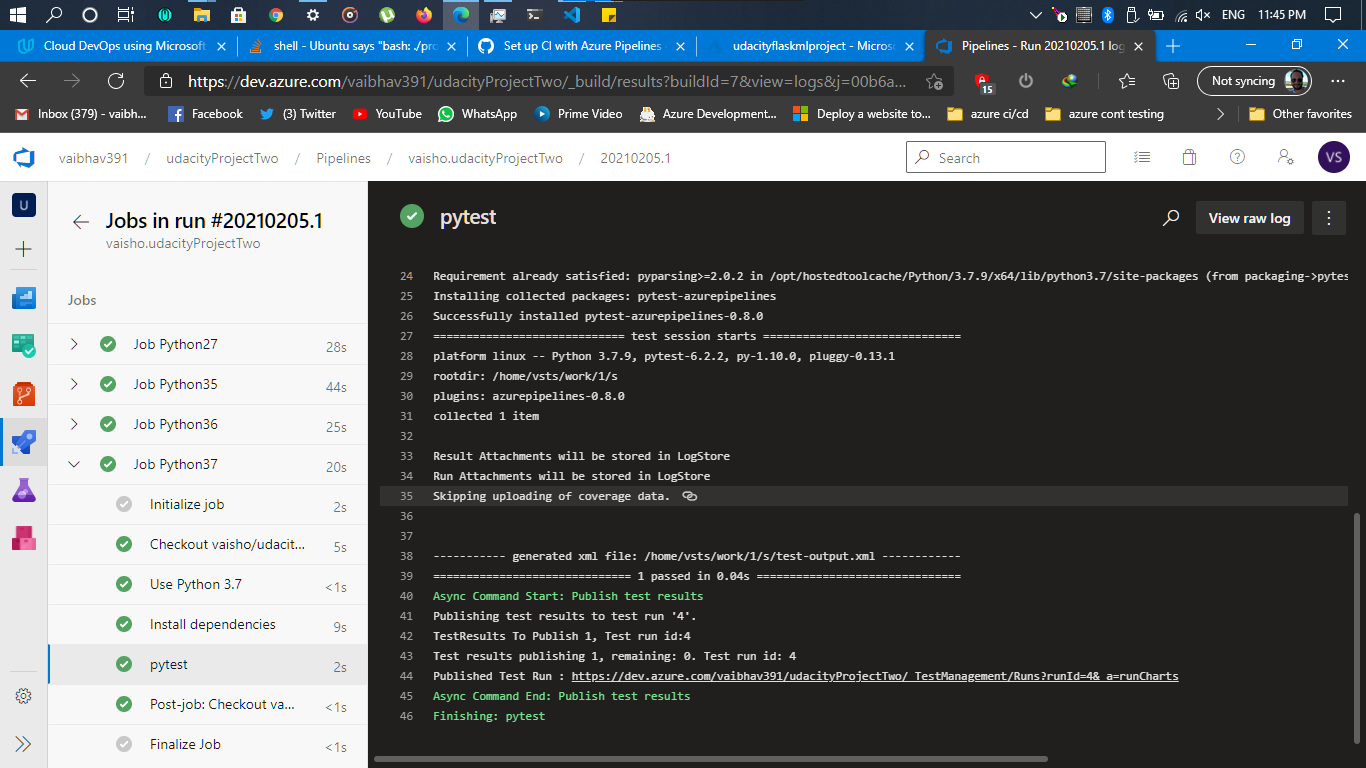 ENG 11:45 PM
Cloud DevOps using Microsoft
shell - Ubuntu says "bash: ./pro
Set up CI with Azure Pipelines -
udacityflaskmlproject - Microso
Pipelines - Run 20210205.1 log
https://dev.azure.com/vaibhav391/udacityProjectTwo/_build/results?buildId=7&view=logs&j=00b6a...
15
Not syncing
Inbox (379) - vaibh...
Facebook
(3) Twitter
YouTube
WhatsApp
Prime Video
Azure Development...
Deploy a website to...
azure ci/cd
azure cont testing
Other favorites
vaibhav391 / udacityProjectTwo / Pipelines / vaisho.udacityProjectTwo / 20210205.1
Search
VS
U
Jobs in run #20210205.1
vaisho.udacityProjectTwo
Jobs
Job Python27 28s
Job Python35 44s
Job Python36 25s
Job Python37 20s
Initialize job 2s
Checkout vaisho/udacit... 5s
Use Python 3.7 <1s
Install dependencies 9s
pytest 2s
Post-job: Checkout va... <1s
Finalize Job <1s
pytest
View raw log
24 Requirement already satisfied: pyparsing>=2.0.2 in /opt/hostedtoolcache/Python/3.7.9/x64/lib/python3.7/site-packages (from packaging->pytes
25 Installing collected packages: pytest-azurepipelines
26 Successfully installed pytest-azurepipelines-0.8.0
27 ============================= test session starts ==============================
28 platform linux -- Python 3.7.9, pytest-6.2.2, py-1.10.0, pluggy-0.13.1
29 rootdir: /home/vsts/work/1/s
30 plugins: azurepipelines-0.8.0
31 collected 1 item
32
33 Result Attachments will be stored in LogStore
34 Run Attachments will be stored in LogStore
35 Skipping uploading of coverage data.
36
37
38 ----------- generated xml file: /home/vsts/work/1/s/test-output.xml ------------
39 ============================== 1 passed in 0.04s ===============================
40 Async Command Start: Publish test results
41 Publishing test results to test run '4'.
42 TestResults To Publish 1, Test run id:4
43 Test results publishing 1, remaining: 0. Test run id: 4
44 Published Test Run : https://dev.azure.com/vaibhav391/udacityProjectTwo/_TestManagement/Runs?runId=4&_a=runCharts
45 Async Command End: Publish test results
46 Finishing: pytest